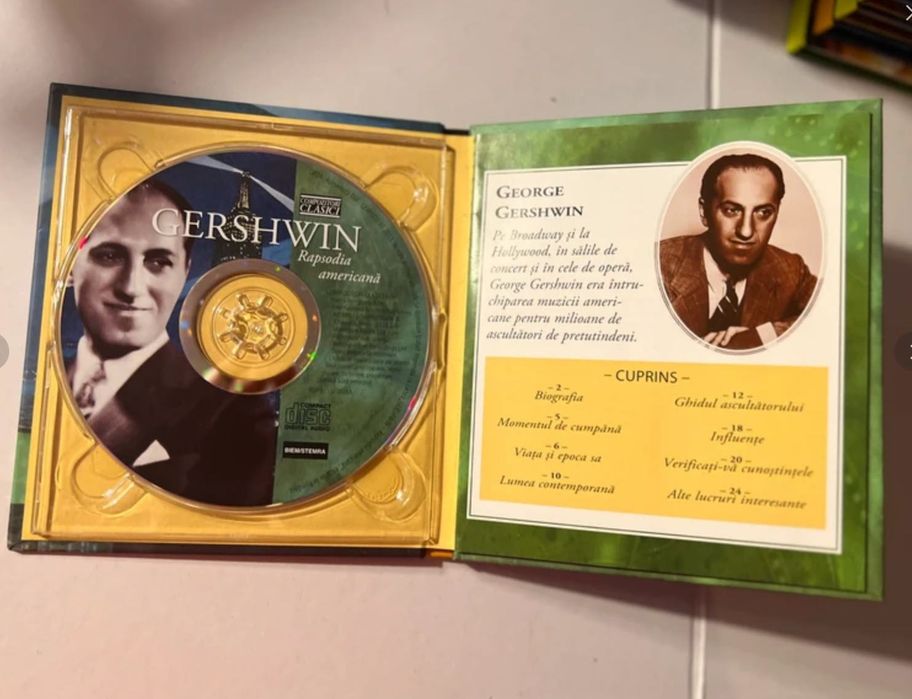 COMPOZITORI
CLASICI
GERSHWIN
Rapsodia
americană
COMPACT
disc
DIGITAL AUDIO
BIEM/STEMRA
GEORGE
GERSHWIN
Pe Broadway și la
Hollywood, în sălile de
concert și în cele de operă,
George Gershwin era întru-
chiparea muzicii ameri-
cane pentru milioane de
ascultători de pretutindeni.
– CUPRINS –
– 2 –
Biografia
– 5 –
Momentul de cumpănă
– 6 –
Viața și epoca sa
– 10 –
Lumea contemporană
– 12 –
Ghidul ascultătorului
– 18 –
Influențe
– 20 –
Verificați-vă cunoștințele
– 24 –
Alte lucruri interesante